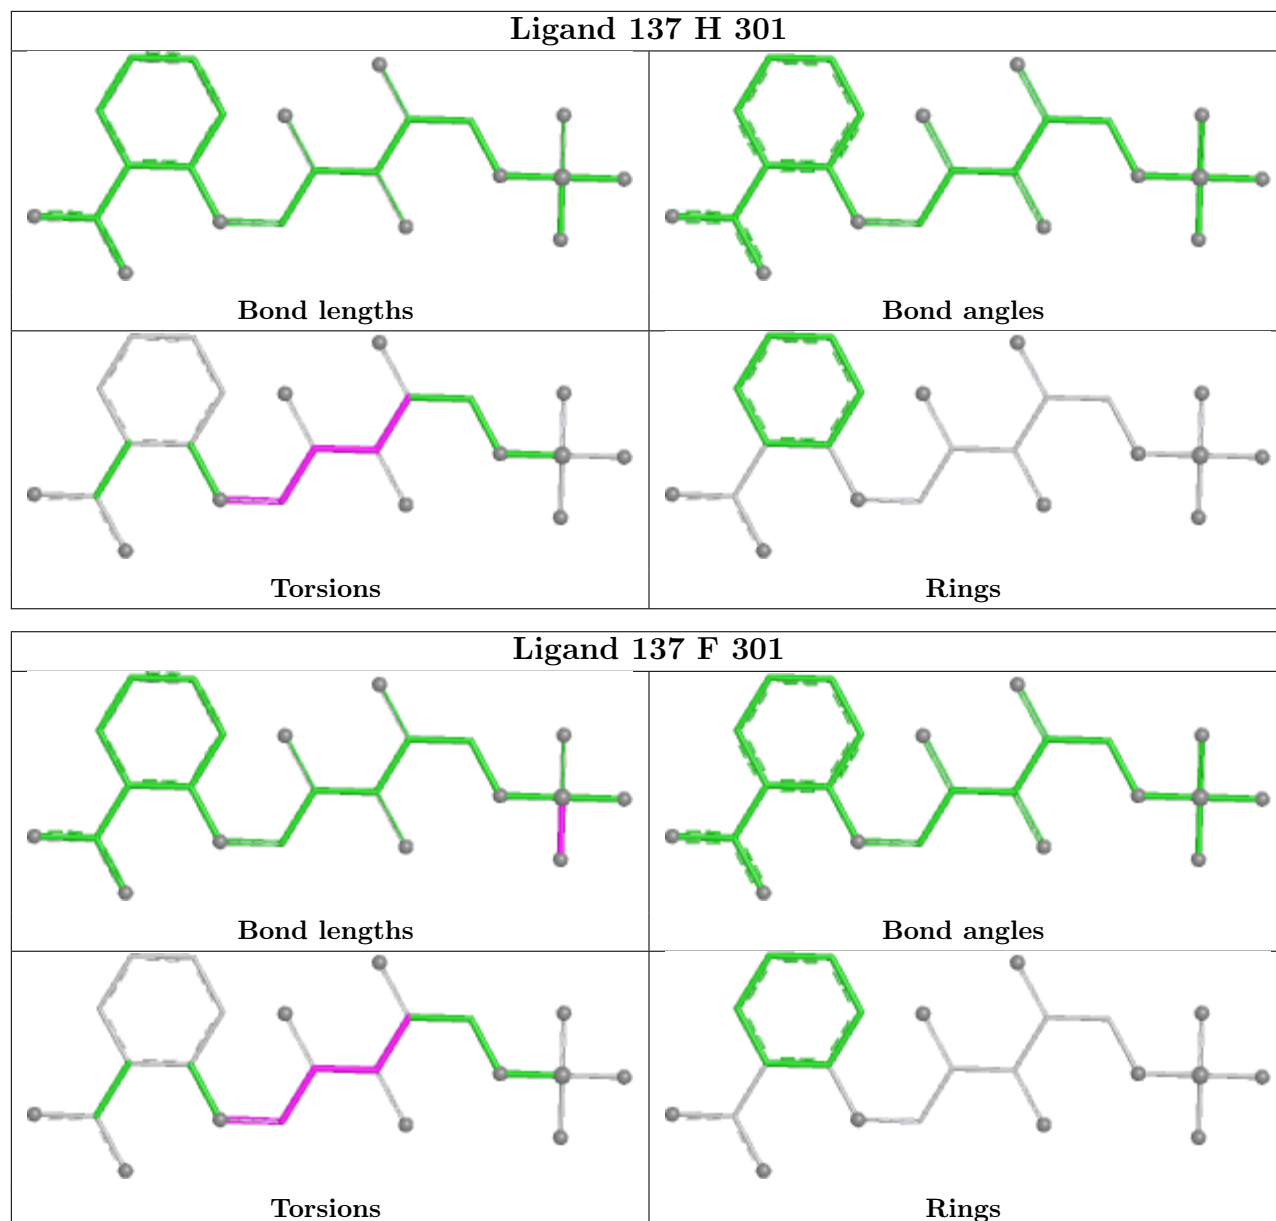 Ligand 137 H 301
Bond lengths
Bond angles
Torsions
Rings
Ligand 137 F 301
Bond lengths
Bond angles
Torsions
Rings